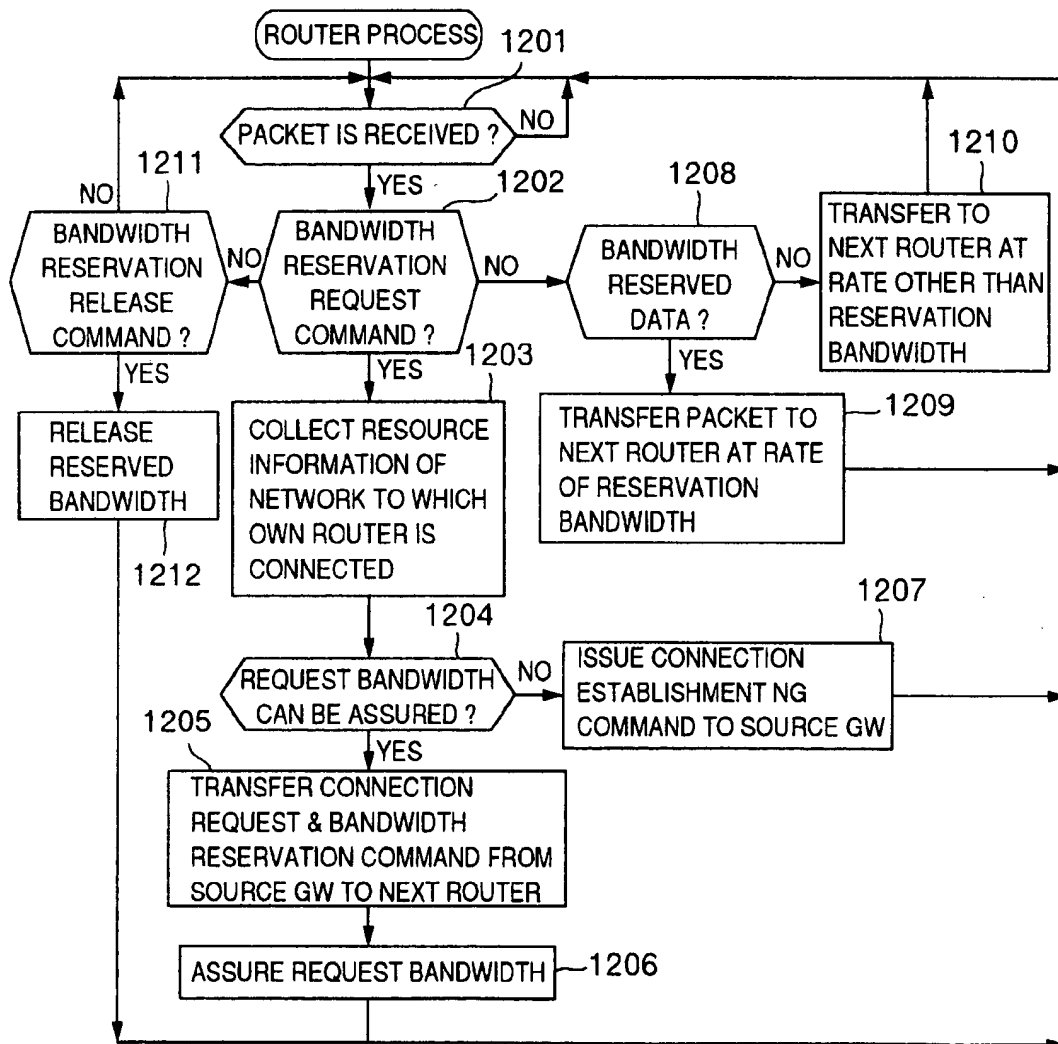 ROUTER PROCESS
1201
PACKET IS RECEIVED ?
NO
YES
1211
NO
BANDWIDTH
RESERVATION
RELEASE
COMMAND ?
YES
1202
BANDWIDTH
RESERVATION
REQUEST
COMMAND ?
NO
NO
YES
1208
BANDWIDTH
RESERVED
DATA ?
NO
YES
1210
TRANSFER TO
NEXT ROUTER AT
RATE OTHER THAN
RESERVATION
BANDWIDTH
RELEASE
RESERVED
BANDWIDTH
1212
1203
COLLECT RESOURCE
INFORMATION OF
NETWORK TO WHICH
OWN ROUTER IS
CONNECTED
1209
TRANSFER PACKET TO
NEXT ROUTER AT RATE
OF RESERVATION
BANDWIDTH
1204
REQUEST BANDWIDTH
CAN BE ASSURED ?
NO
YES
1207
ISSUE CONNECTION
ESTABLISHMENT NG
COMMAND TO SOURCE GW
1205
TRANSFER CONNECTION
REQUEST & BANDWIDTH
RESERVATION COMMAND FROM
SOURCE GW TO NEXT ROUTER
ASSURE REQUEST BANDWIDTH
1206